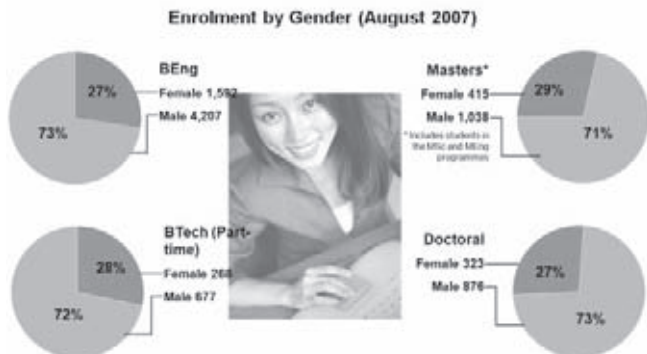 Enrolment by Gender (August 2007)
BEng
27%
Female 1,592
Male 4,207
73%
Masters*
29%
Female 415
Male 1,038
71%
* Includes students in
the MSc and MEng
programmes
BTech (Part-
time)
28%
Female
Male 677
72%
Doctoral
Female 323
27%
Male 876
73%